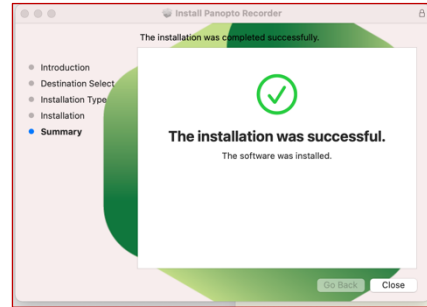 Install Panopto Recorder
The installation was completed successfully.
Introduction
Destination Select
Installation Type
Installation
Summary
The installation was successful.
The software was installed.
Go Back
Close